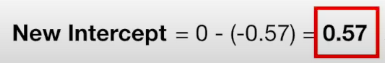 New Intercept = 0 - (-0.57) = 0.57